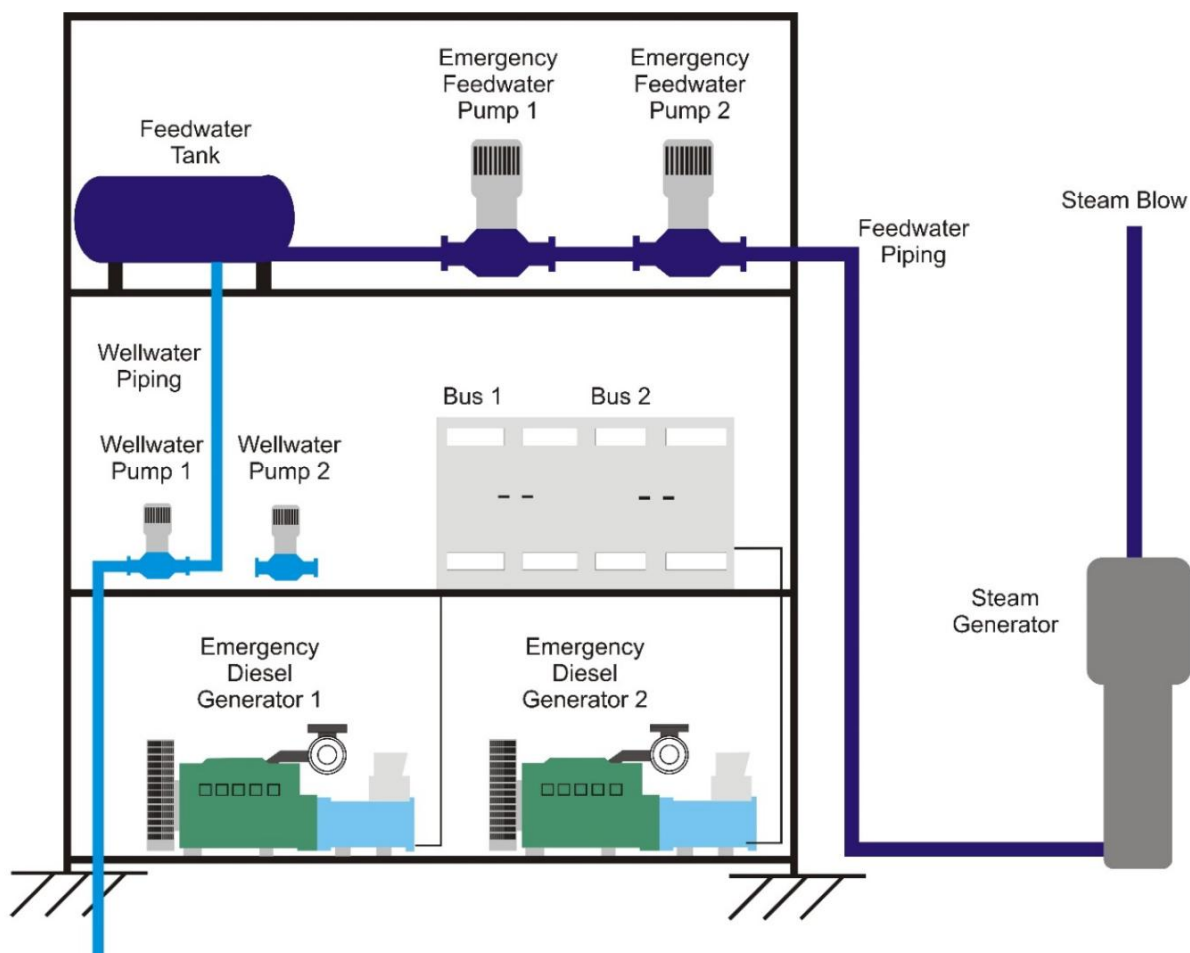 Emergency
Feedwater
Pump 1
Emergency
Feedwater
Pump 2
Feedwater
Tank
Steam Blow
Feedwater
Piping
Wellwater
Piping
Bus 1
Bus 2
Wellwater
Pump 1
Wellwater
Pump 2
Steam
Generator
Emergency
Diesel
Generator 1
Emergency
Diesel
Generator 2